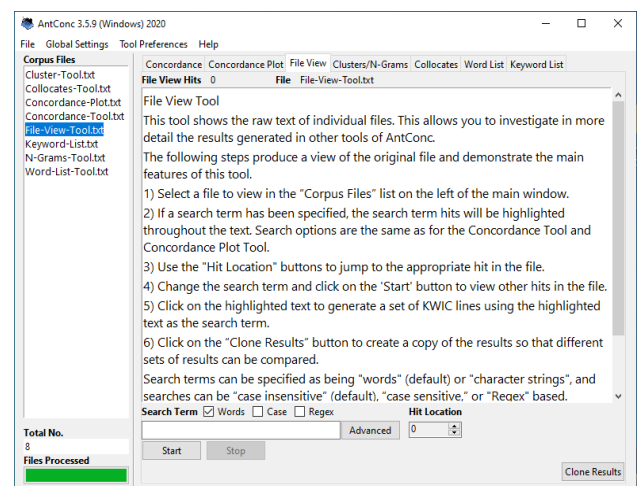 AntConc 3.5.9 (Windows) 2020
File Global Settings Tool Preferences Help
Corpus Files
Cluster-Tool.txt
Collocates-Tool.txt
Concordance-Plot.txt
Concordance-Tool.txt
File-View-Tool.txt
Keyword-List.txt
N-Grams-Tool.txt
Word-List-Tool.txt
Total No.
8
Files Processed
Concordance Concordance Plot File View Clusters/N-Grams Collocates Word List Keyword List
File View Hits 0 File File-View-Tool.txt
File View Tool
This tool shows the raw text of individual files. This allows you to investigate in more
detail the results generated in other tools of AntConc.
The following steps produce a view of the original file and demonstrate the main
features of this tool.
1) Select a file to view in the "Corpus Files" list on the left of the main window.
2) If a search term has been specified, the search term hits will be highlighted
throughout the text. Search options are the same as for the Concordance Tool and
Concordance Plot Tool.
3) Use the "Hit Location" buttons to jump to the appropriate hit in the file.
4) Change the search term and click on the 'Start' button to view other hits in the file.
5) Click on the highlighted text to generate a set of KWIC lines using the highlighted
text as the search term.
6) Click on the "Clone Results" button to create a copy of the results so that different
sets of results can be compared.
Search terms can be specified as being "words" (default) or "character strings", and
searches can be "case insensitive" (default), "case sensitive," or "Regex" based.
Search Term Words Case Regex Hit Location
Advanced 0
Start Stop
Clone Results